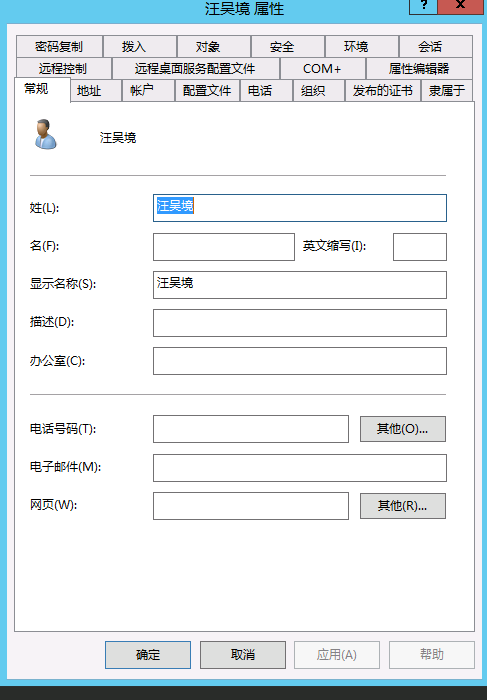 汪吴境 属性
?
x
密码复制 拨入 对象 安全 环境 会话
远程控制 远程桌面服务配置文件 COM+ 属性编辑器
常规 地址 帐户 配置文件 电话 组织 发布的证书 隶属于
汪吴境
姓(L): 汪吴境
名(F): 英文缩写(I):
显示名称(S): 汪吴境
描述(D):
办公室(C):
电话号码(T): 其他(O)...
电子邮件(M):
网页(W): 其他(R)...
确定 取消 应用(A) 帮助